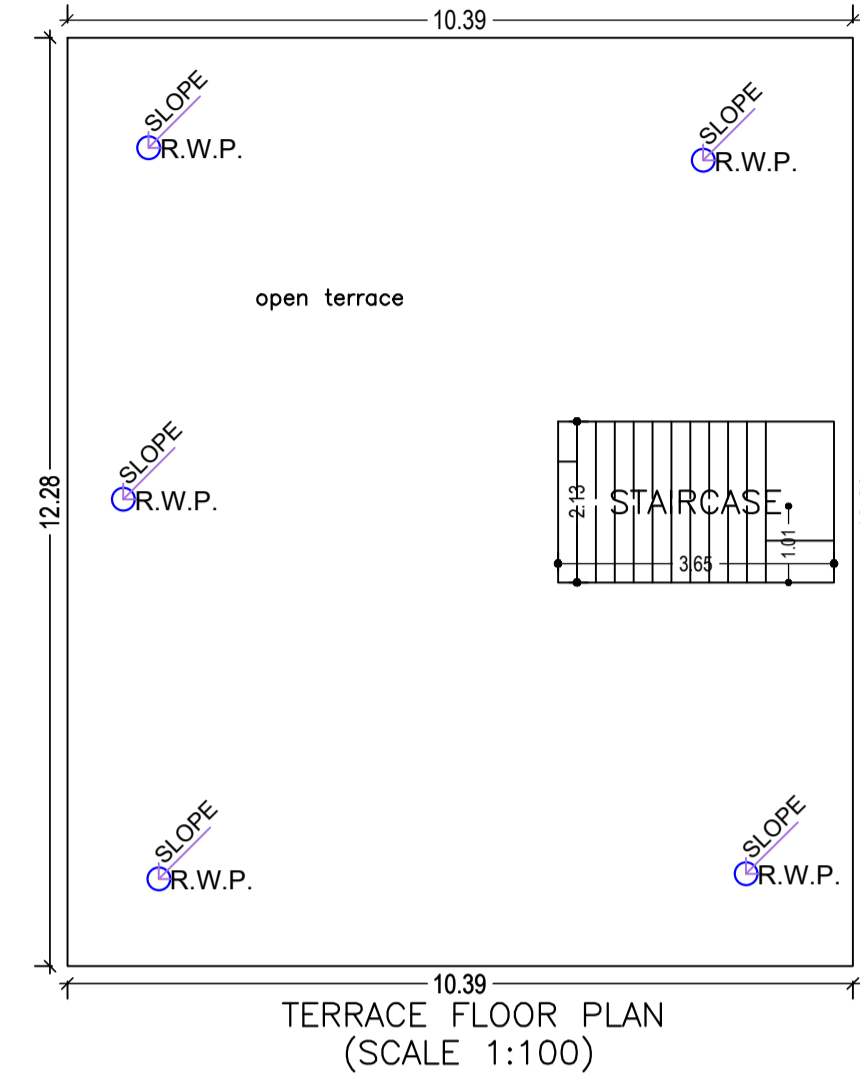 10.39
SLOPE
R.W.P.
SLOPE
R.W.P.
open terrace
SLOPE
R.W.P.
12.28
2.13
STAIRCASE
1.01
3.65
SLOPE
R.W.P.
SLOPE
R.W.P.
10.39
TERRACE FLOOR PLAN
(SCALE 1:100)